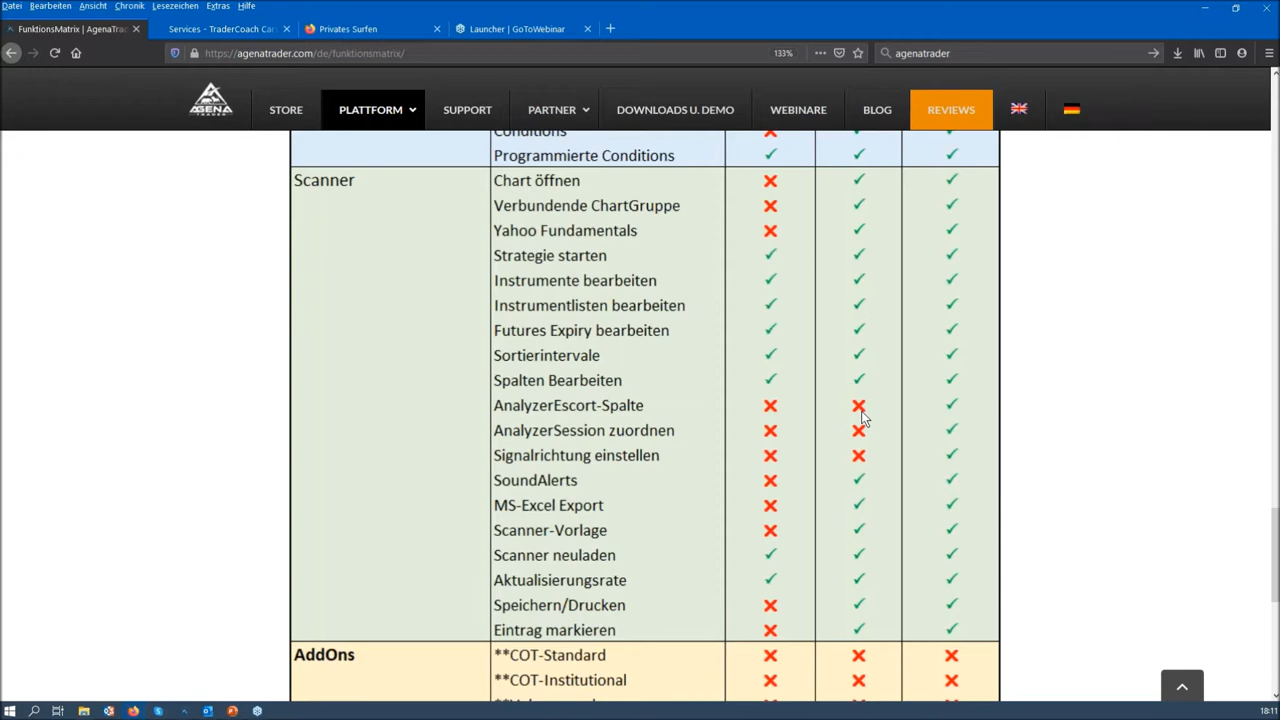 Datei Bearbeiten Ansicht Chronik Lesezeichen Extras Hilfe
FunktionsMatrix | AgenaTrad Services - TraderCoach Car Privates Surfen Launcher | GoToWebinar
https://agenatrader.com/de/funktionsmatrix/ 133% agenatrader
AGENA TRADER STORE PLATTFORM SUPPORT PARTNER DOWNLOADS U. DEMO WEBINARE BLOG REVIEWS
Conditions
Programmierte Conditions
Scanner Chart öffnen
Verbundende ChartGruppe
Yahoo Fundamentals
Strategie starten
Instrumente bearbeiten
Instrumentlisten bearbeiten
Futures Expiry bearbeiten
Sortierintervale
Spalten Bearbeiten
AnalyzerEscort-Spalte
AnalyzerSession zuordnen
Signalrichtung einstellen
SoundAlerts
MS-Excel Export
Scanner-Vorlage
Scanner neuladen
Aktualisierungsrate
Speichern/Drucken
Eintrag markieren
AddOns **COT-Standard
**COT-Institutional
18:11